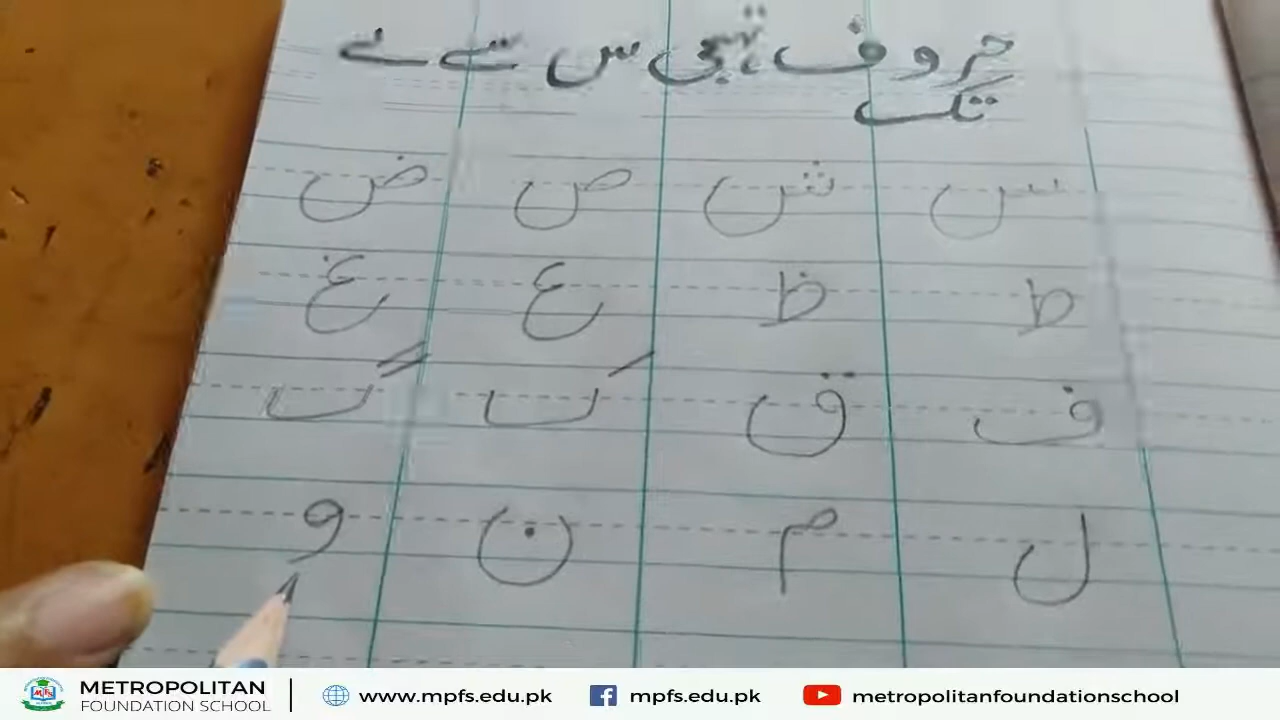 حروف تہجی س سے ے
تک
س ش ص ض
ط ظ ع غ
ف ق ک گ
ل م ن و
METROPOLITAN
FOUNDATION SCHOOL
www.mpfs.edu.pk
mpfs.edu.pk
metropolitanfoundationschool